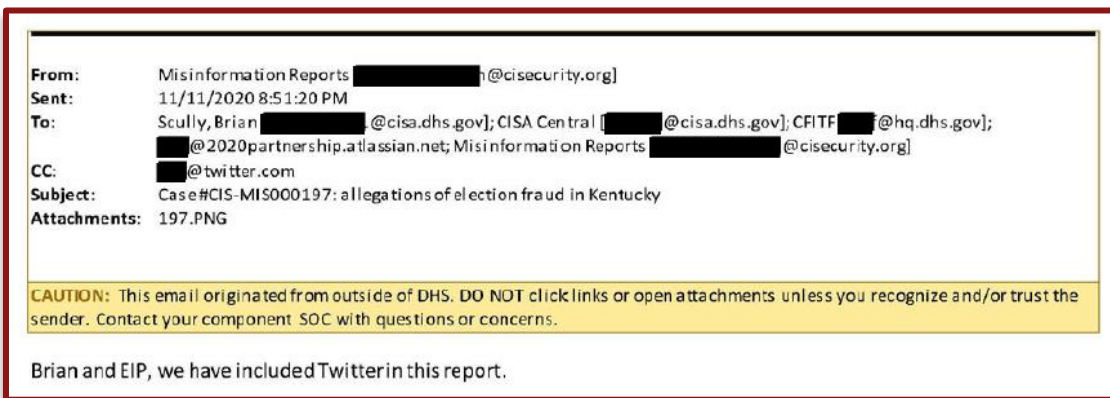 From: Misinformation Reports @cisecurity.org]
Sent: 11/11/2020 8:51:20 PM
To: Scully, Brian @cisa.dhs.gov]; CISA Central [ @cisa.dhs.gov]; CFITF @hq.dhs.gov];
@2020partnership.atlassian.net; Misinformation Reports @cisecurity.org]
CC: @twitter.com
Subject: Case #CIS-MIS000197: allegations of election fraud in Kentucky
Attachments: 197.PNG
CAUTION: This email originated from outside of DHS. DO NOT click links or open attachments unless you recognize and/or trust the
sender. Contact your component SOC with questions or concerns.
Brian and EIP, we have included Twitter in this report.